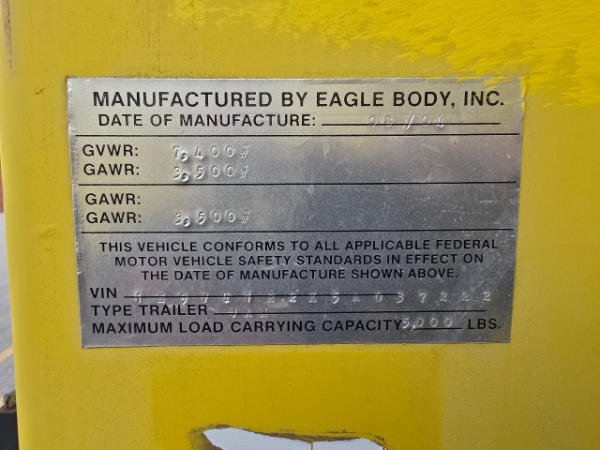 MANUFACTURED BY EAGLE BODY, INC.
DATE OF MANUFACTURE:
GVWR: 7,400#
GAWR: 3,500#
GAWR:
GAWR: 3,500#
THIS VEHICLE CONFORMS TO ALL APPLICABLE FEDERAL
MOTOR VEHICLE SAFETY STANDARDS IN EFFECT ON
THE DATE OF MANUFACTURE SHOWN ABOVE.
VIN
TYPE TRAILER
MAXIMUM LOAD CARRYING CAPACITY 5,000 LBS.